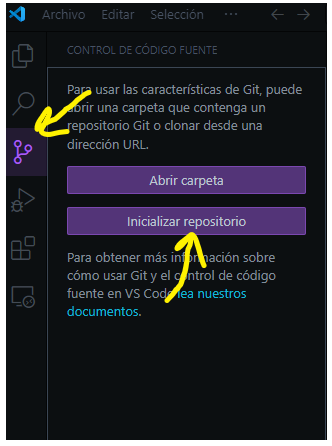 Archivo Editar Selección ...
CONTROL DE CÓDIGO FUENTE
Para usar las características de Git, puede
abrir una carpeta que contenga un
repositorio Git o clonar desde una
dirección URL.
Abrir carpeta
Inicializar repositorio
Para obtener más información sobre
cómo usar Git y el control de código
fuente en VS Code lea nuestros
documentos.